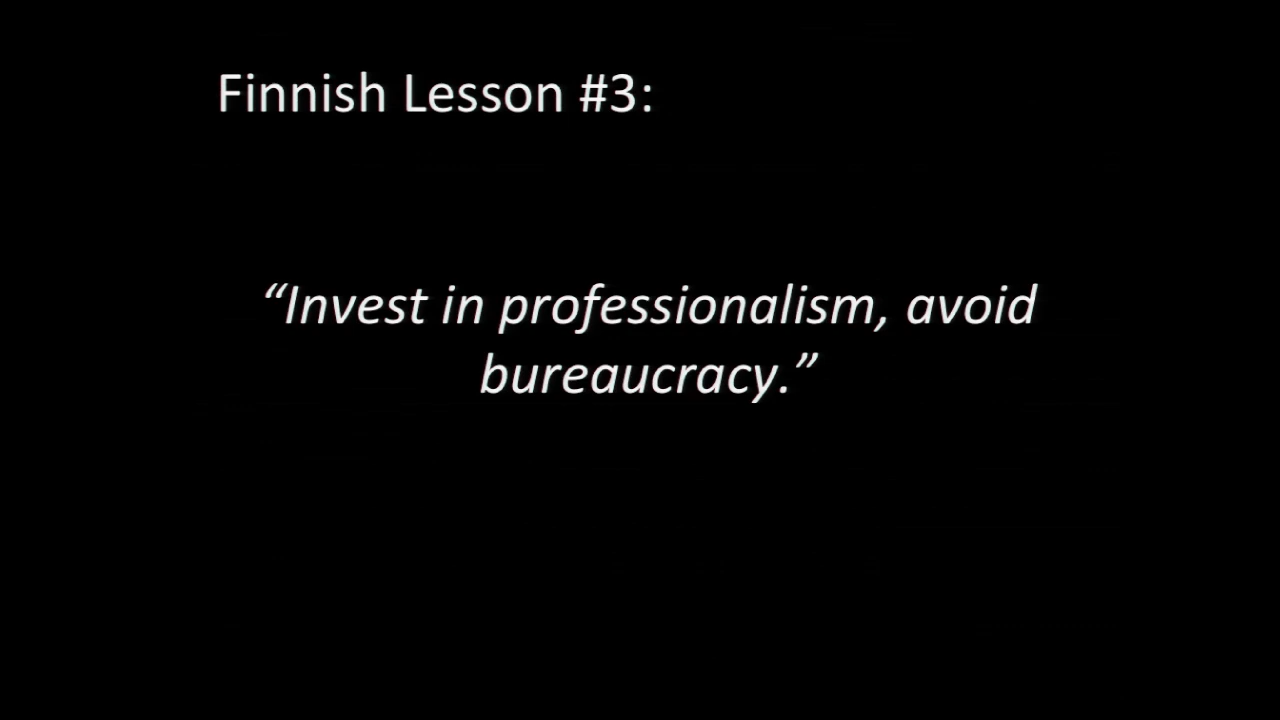 Finnish Lesson #3:
“Invest in professionalism, avoid
bureaucracy.”